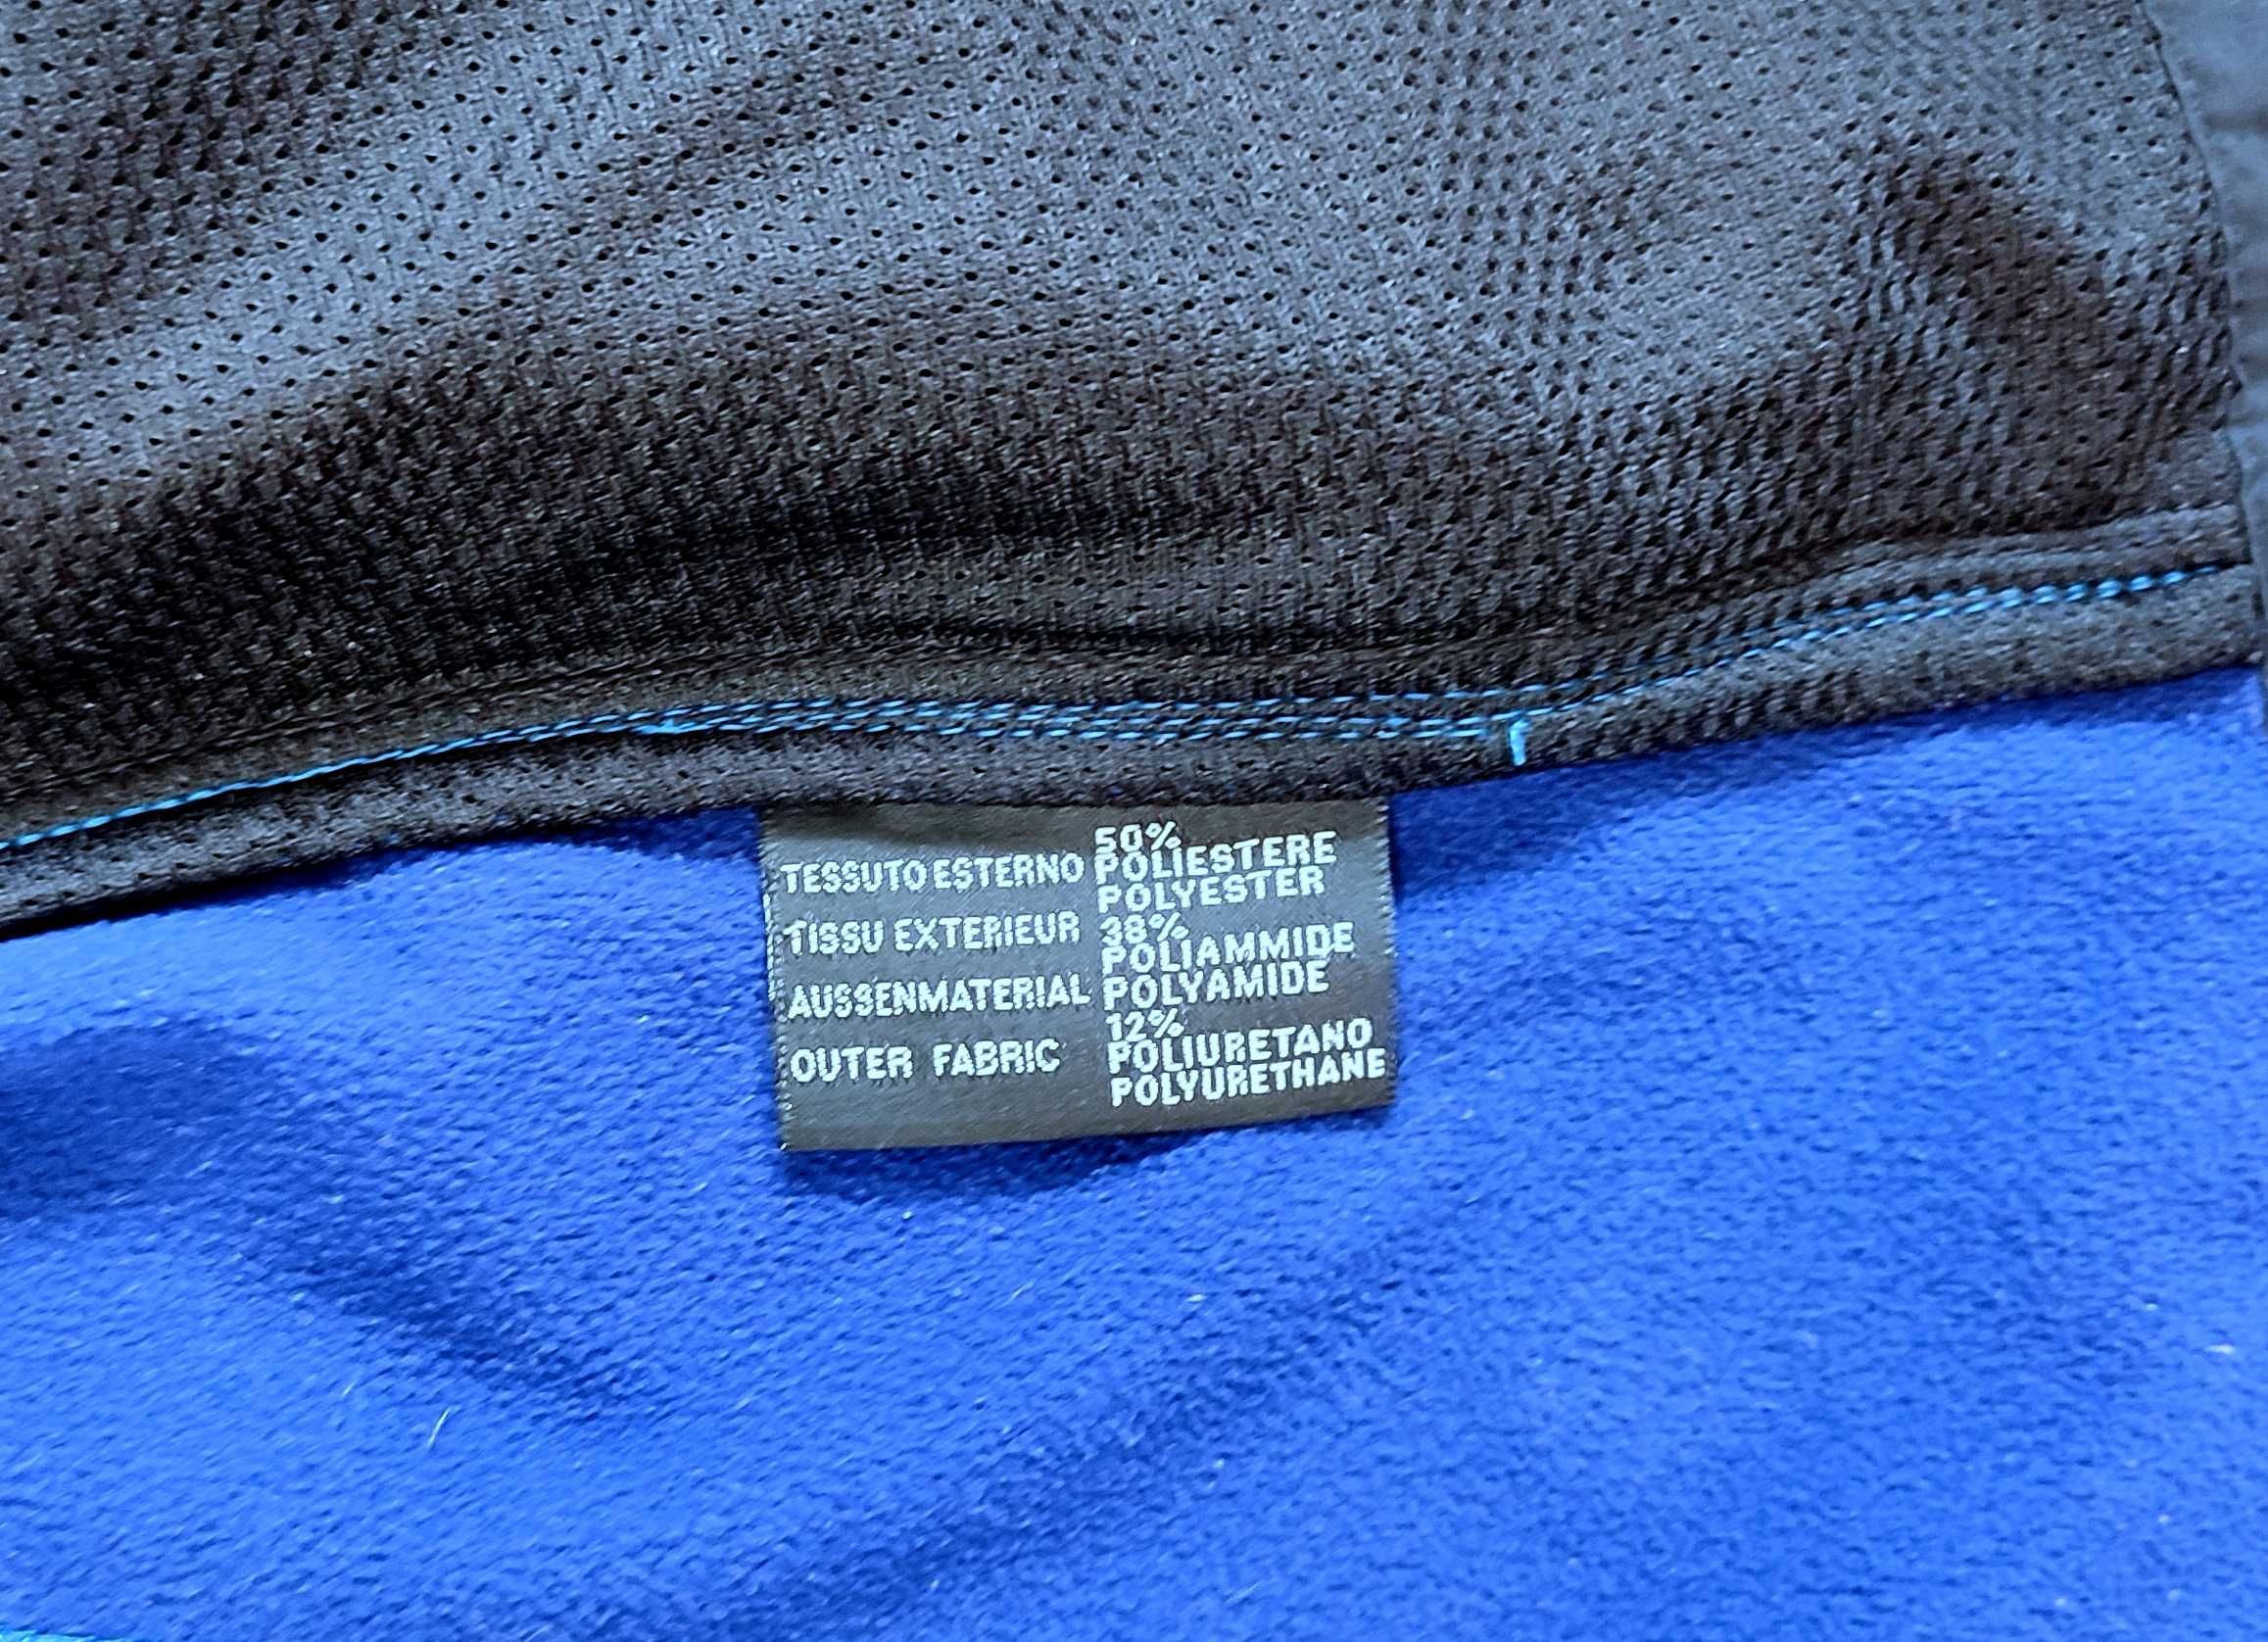 50%
TESSUTO ESTERNO POLIESTERE
POLYESTER
TISSU EXTERIEUR 38%
POLIAMMIDE
AUSSENMATERIAL POLYAMIDE
12%
OUTER FABRIC POLIURETANO
POLYURETHANE